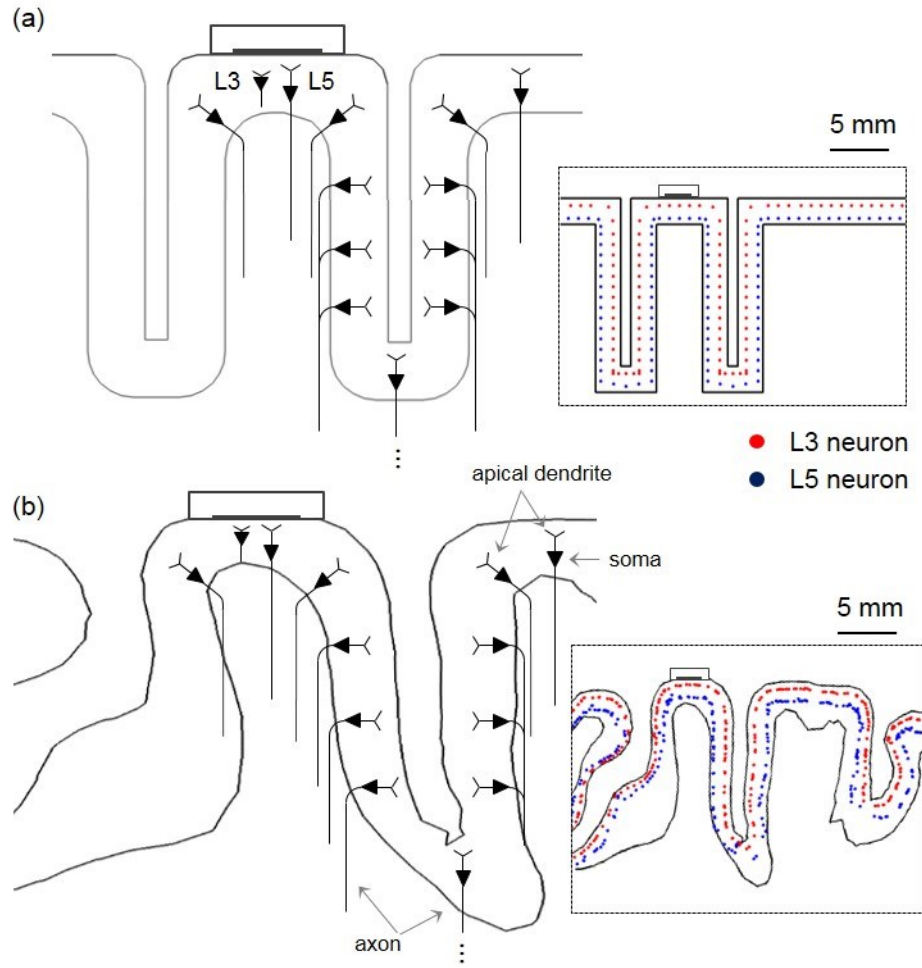 (a)
L3
L5
5 mm
L3 neuron
L5 neuron
...
(b)
apical dendrite
soma
5 mm
axon
...